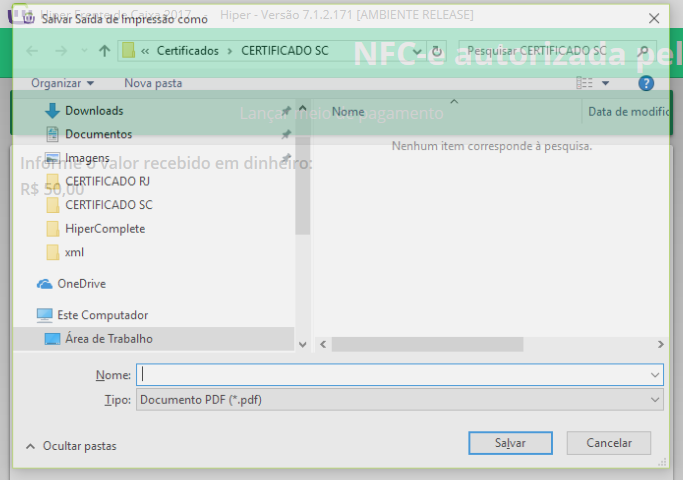 Hiper Frente de Caixa 2017
Hiper - Versão 7.1.2.171 [AMBIENTE RELEASE]
Salvar Saída de Impressão como
NFC-e autorizada pel
Certificados
CERTIFICADO SC
Pesquisar CERTIFICADO SC
Organizar
Nova pasta
Downloads
Nome
Data de modific
Lançar meio de pagamento
Documentos
Nenhum item corresponde à pesquisa.
Imagens
Informe o valor recebido em dinheiro:
CERTIFICADO RJ
R$ 50,00
CERTIFICADO SC
HiperComplete
xml
OneDrive
Este Computador
Área de Trabalho
Nome:
Tipo: Documento PDF (*.pdf)
Ocultar pastas
Salvar
Cancelar